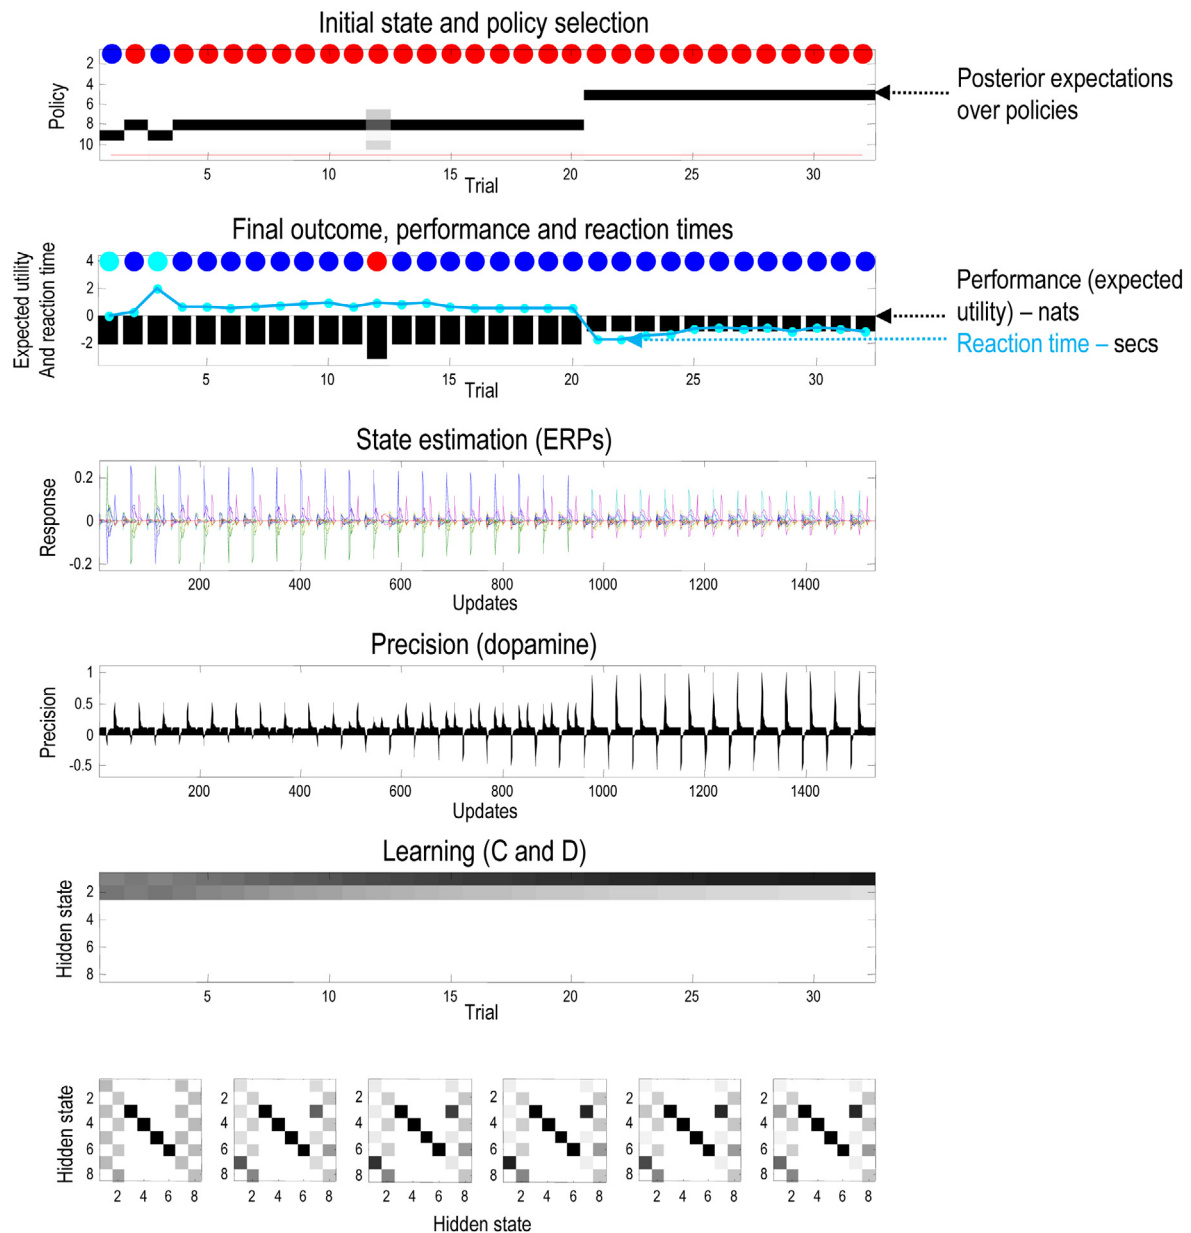 Initial state and policy selection
2
4
6
8
10
Policy
5
10
15
20
25
30
Trial
Posterior expectations
over policies
Final outcome, performance and reaction times
4
2
0
-2
Expected utility
And reaction time
5
10
15
20
25
30
Trial
Performance (expected
utility) – nats
Reaction time – secs
State estimation (ERPs)
0.2
0
-0.2
Response
200
400
600
800
1000
1200
1400
Updates
Precision (dopamine)
1
0.5
0
-0.5
Precision
200
400
600
800
1000
1200
1400
Updates
Learning (C and D)
2
4
6
8
Hidden state
5
10
15
20
25
30
Trial
Hidden state
2
4
6
8
2 4 6 8
2
4
6
8
2 4 6 8
2
4
6
8
2 4 6 8
2
4
6
8
2 4 6 8
2
4
6
8
2 4 6 8
2
4
6
8
2 4 6 8
Hidden state